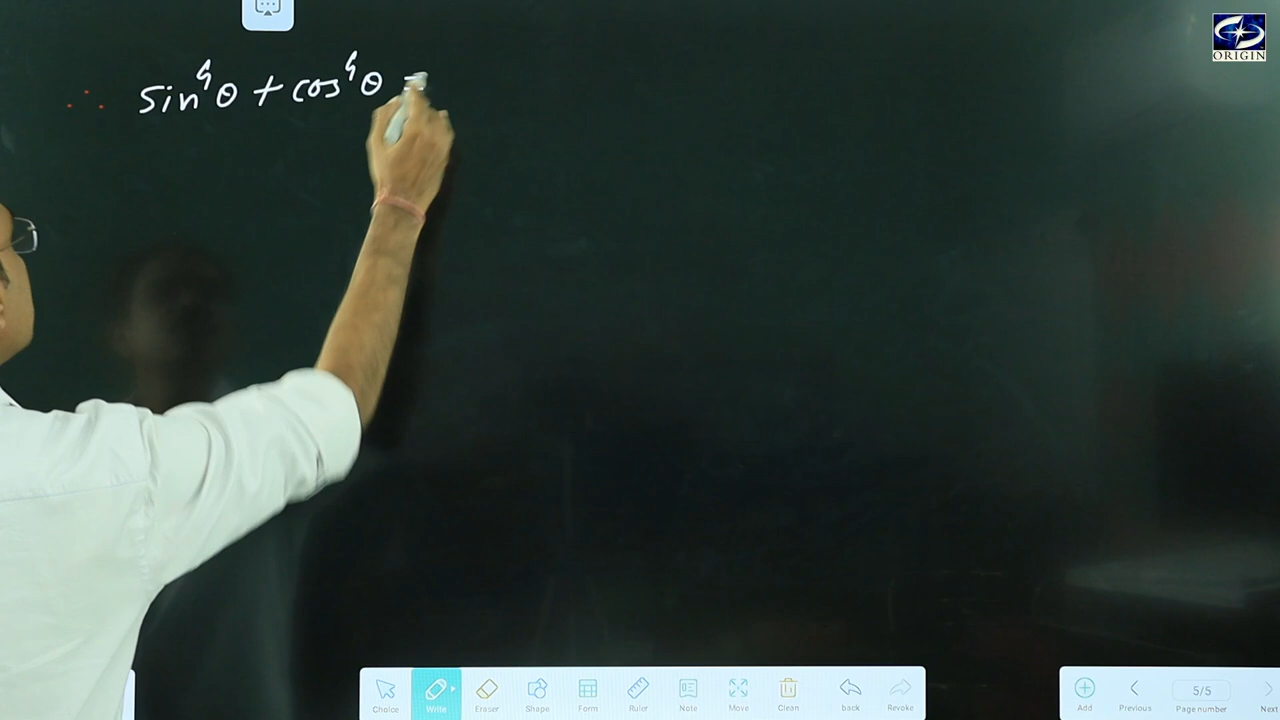 ORIGIN
∴ sin⁴θ + cos⁴θ =
Choice Write Eraser Shape Form Ruler Note Move Clean back Revoke Add Previous 5/5 Page number Next